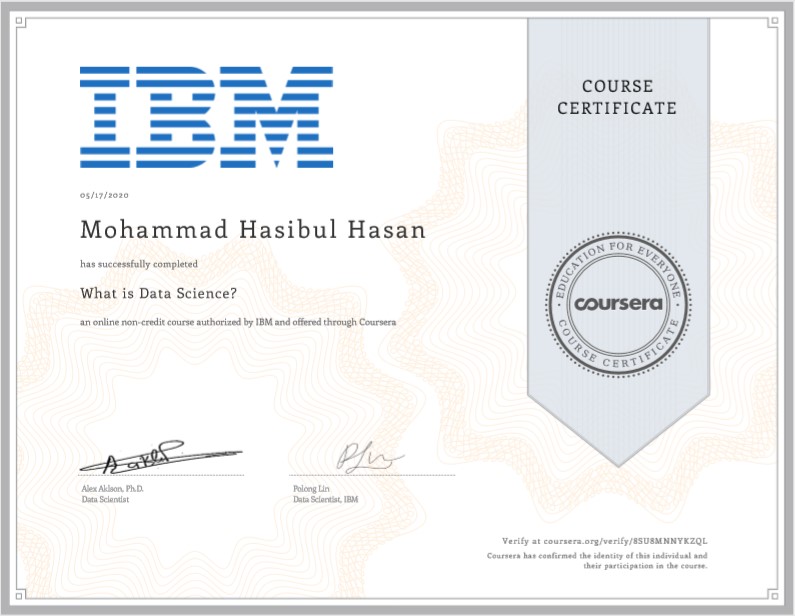 IBM
COURSE
CERTIFICATE
05/17/2020
Mohammad Hasibul Hasan
has successfully completed
What is Data Science?
an online non-credit course authorized by IBM and offered through Coursera
EDUCATION FOR EVERYONE
coursera
COURSE CERTIFICATE
Alex Aklson, Ph.D.
Data Scientist
Polong Lin
Data Scientist, IBM
Verify at coursera.org/verify/8SU8MNNYKZQL
Coursera has confirmed the identity of this individual and
their participation in the course.